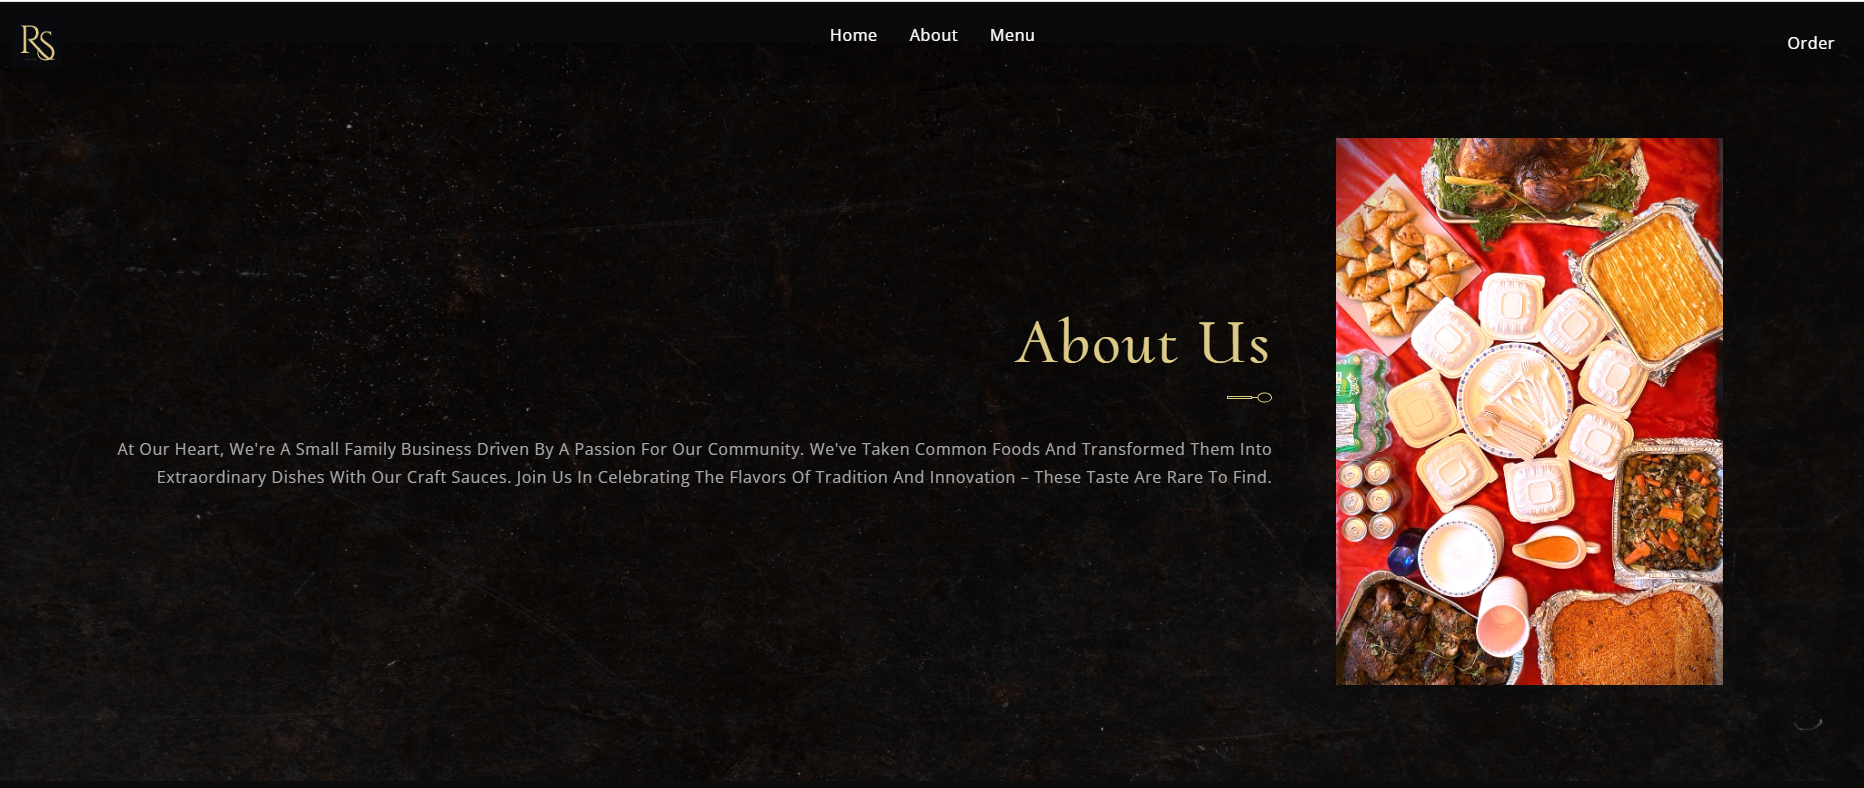 RS
Home About Menu
Order
About Us
At Our Heart, We're A Small Family Business Driven By A Passion For Our Community. We've Taken Common Foods And Transformed Them Into
Extraordinary Dishes With Our Craft Sauces. Join Us In Celebrating The Flavors Of Tradition And Innovation – These Taste Are Rare To Find.